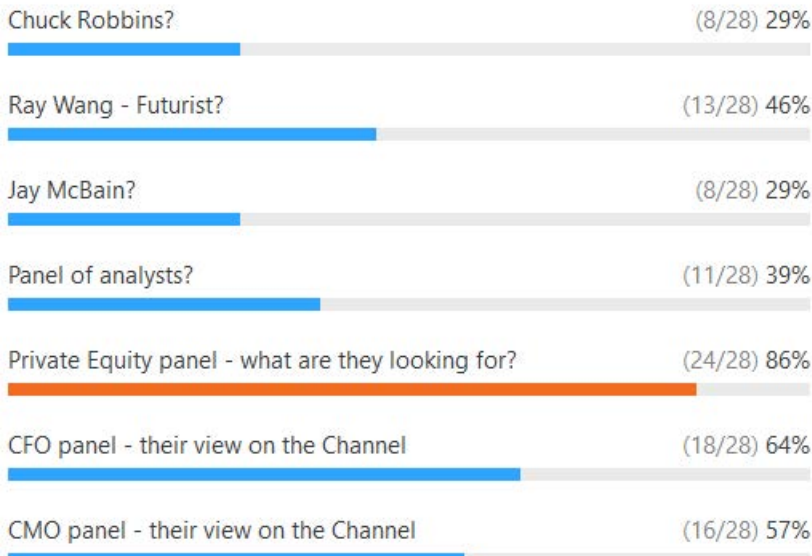 Chuck Robbins? (8/28) 29%
Ray Wang - Futurist? (13/28) 46%
Jay McBain? (8/28) 29%
Panel of analysts? (11/28) 39%
Private Equity panel - what are they looking for? (24/28) 86%
CFO panel - their view on the Channel (18/28) 64%
CMO panel - their view on the Channel (16/28) 57%